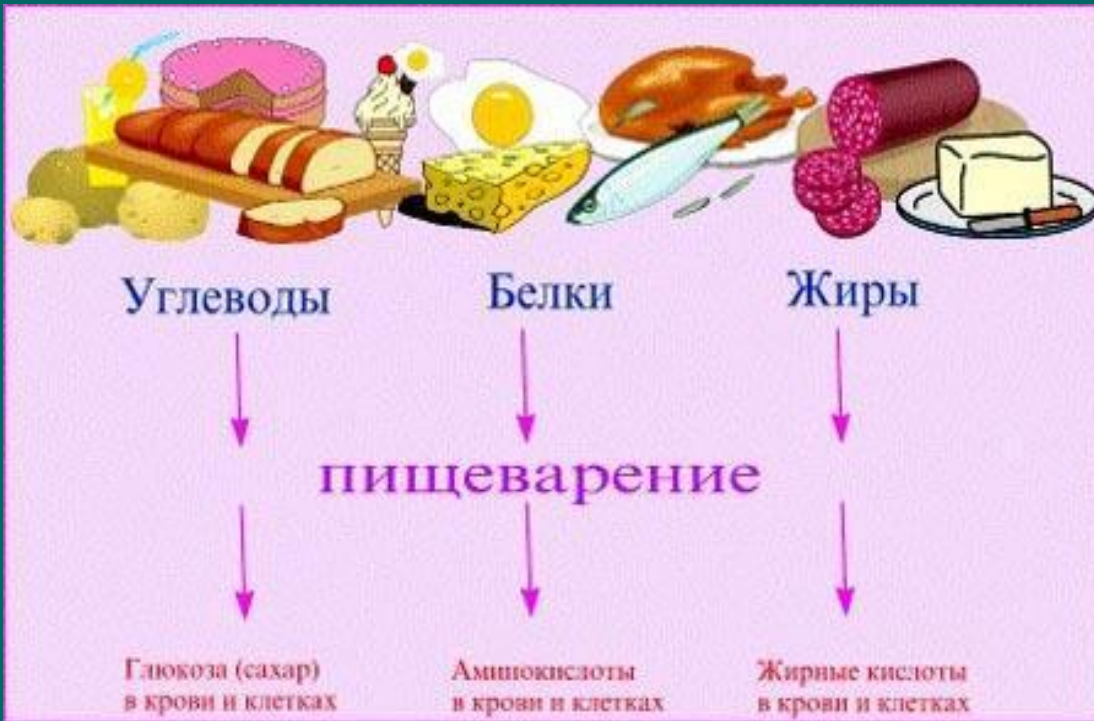 Углеводы
Белки
Жиры
пищеварение
Глюкоза (сахар)
в крови и клетках
Аминокислоты
в крови и клетках
Жирные кислоты
в крови и клетках